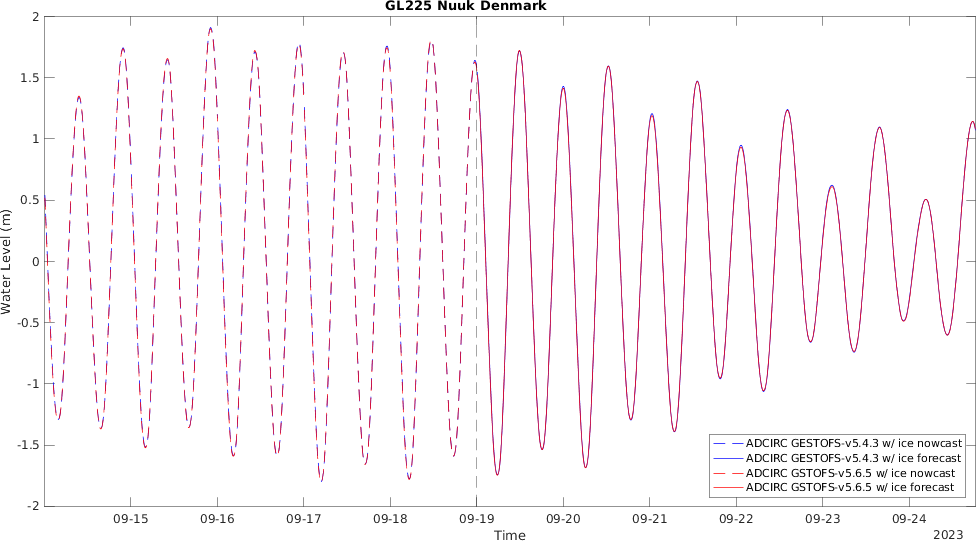 GL225 Nuuk Denmark
2
1.5
1
0.5
0
-0.5
-1
-1.5
-2
Water Level (m)
ADCIRC GESTOFS-v5.4.3 w/ ice nowcast
ADCIRC GESTOFS-v5.4.3 w/ ice forecast
ADCIRC GSTOFS-v5.6.5 w/ ice nowcast
ADCIRC GSTOFS-v5.6.5 w/ ice forecast
09-15 09-16 09-17 09-18 09-19 09-20 09-21 09-22 09-23 09-24
Time
2023